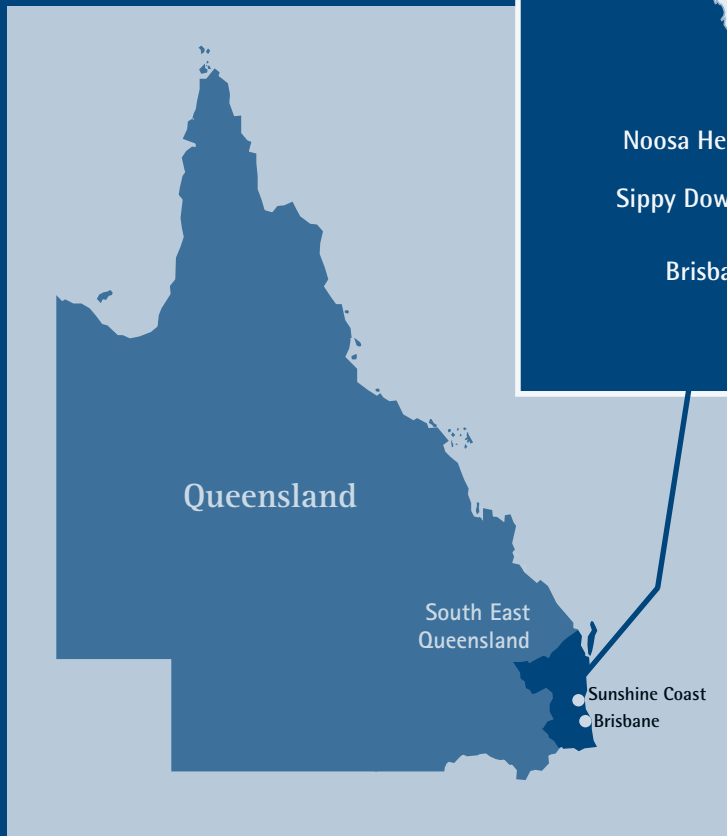 Noosa He
Sippy Dow
Brisba
Queensland
South East
Queensland
Sunshine Coast
Brisbane